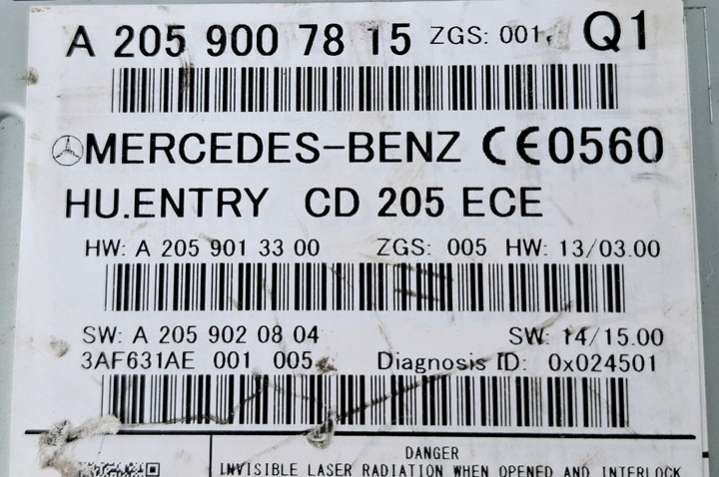 A 205 900 78 15 ZGS: 001, Q1
MERCEDES-BENZ CE0560
HU.ENTRY CD 205 ECE
HW: A 205 901 33 00 ZGS: 005 HW: 13/03.00
SW: A 205 902 08 04 SW: 14/15.00
3AF631AE 001 005 Diagnosis ID: 0x024501
DANGER
INVISIBLE LASER RADIATION WHEN OPENED AND INTERLOCK